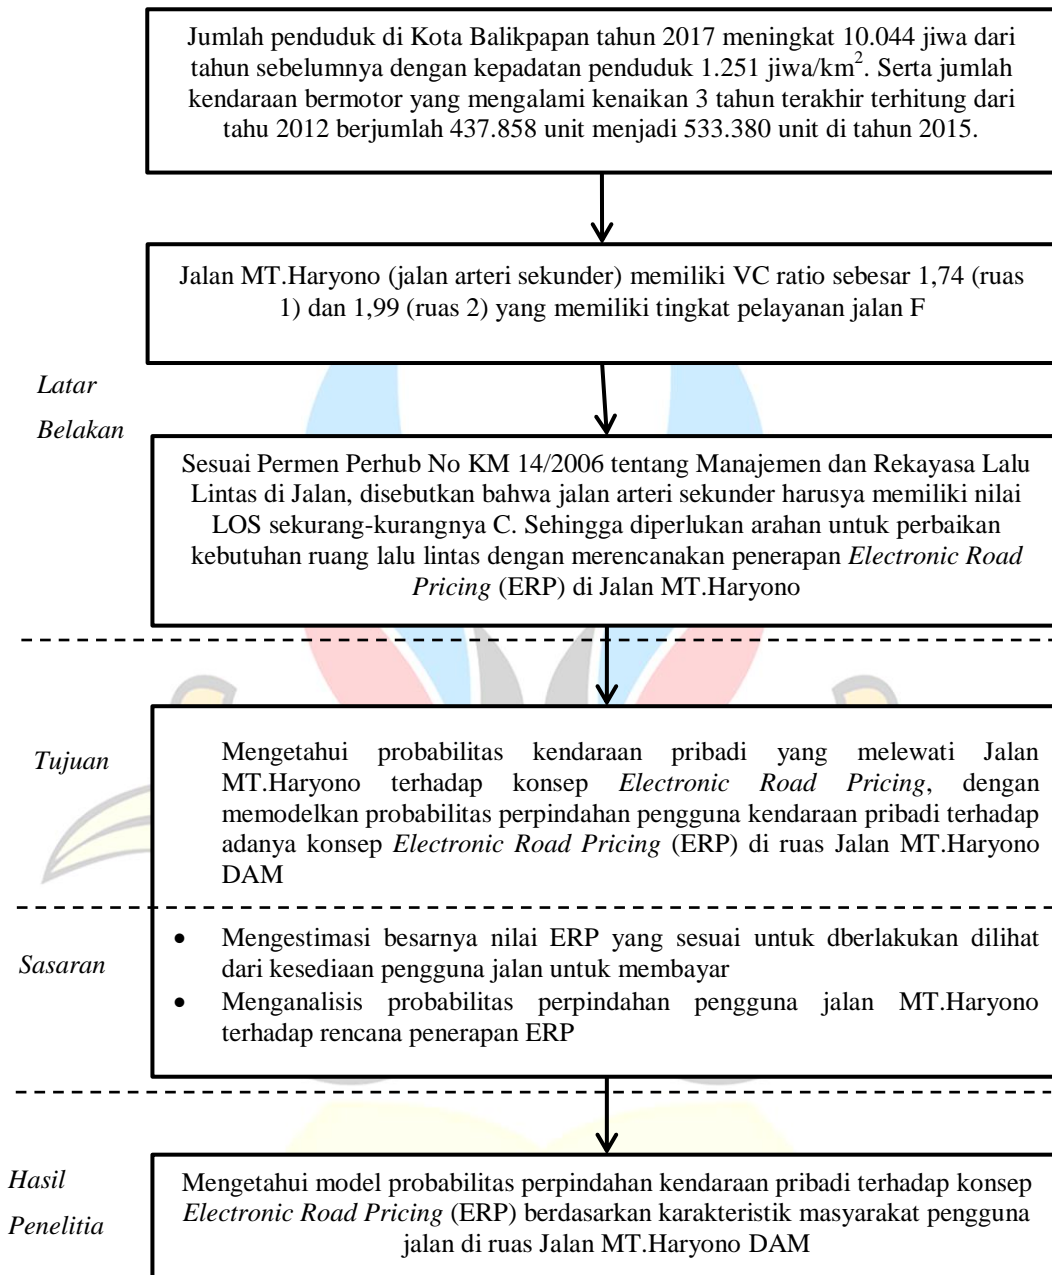 Jumlah penduduk di Kota Balikpapan tahun 2017 meningkat 10.044 jiwa dari
tahun sebelumnya dengan kepadatan penduduk 1.251 jiwa/km². Serta jumlah
kendaraan bermotor yang mengalami kenaikan 3 tahun terakhir terhitung dari
tahu 2012 berjumlah 437.858 unit menjadi 533.380 unit di tahun 2015.
Jalan MT.Haryono (jalan arteri sekunder) memiliki VC ratio sebesar 1,74 (ruas
1) dan 1,99 (ruas 2) yang memiliki tingkat pelayanan jalan F
Latar
Belakan
Sesuai Permen Perhub No KM 14/2006 tentang Manajemen dan Rekayasa Lalu
Lintas di Jalan, disebutkan bahwa jalan arteri sekunder harusya memiliki nilai
LOS sekurang-kurangnya C. Sehingga diperlukan arahan untuk perbaikan
kebutuhan ruang lalu lintas dengan merencanakan penerapan Electronic Road
Pricing (ERP) di Jalan MT.Haryono
Tujuan
Mengetahui probabilitas kendaraan pribadi yang melewati Jalan
MT.Haryono terhadap konsep Electronic Road Pricing, dengan
memodelkan probabilitas perpindahan pengguna kendaraan pribadi terhadap
adanya konsep Electronic Road Pricing (ERP) di ruas Jalan MT.Haryono
DAM
Sasaran
• Mengestimasi besarnya nilai ERP yang sesuai untuk dberlakukan dilihat
dari kesediaan pengguna jalan untuk membayar
• Menganalisis probabilitas perpindahan pengguna jalan MT.Haryono
terhadap rencana penerapan ERP
Hasil
Penelitia
Mengetahui model probabilitas perpindahan kendaraan pribadi terhadap konsep
Electronic Road Pricing (ERP) berdasarkan karakteristik masyarakat pengguna
jalan di ruas Jalan MT.Haryono DAM